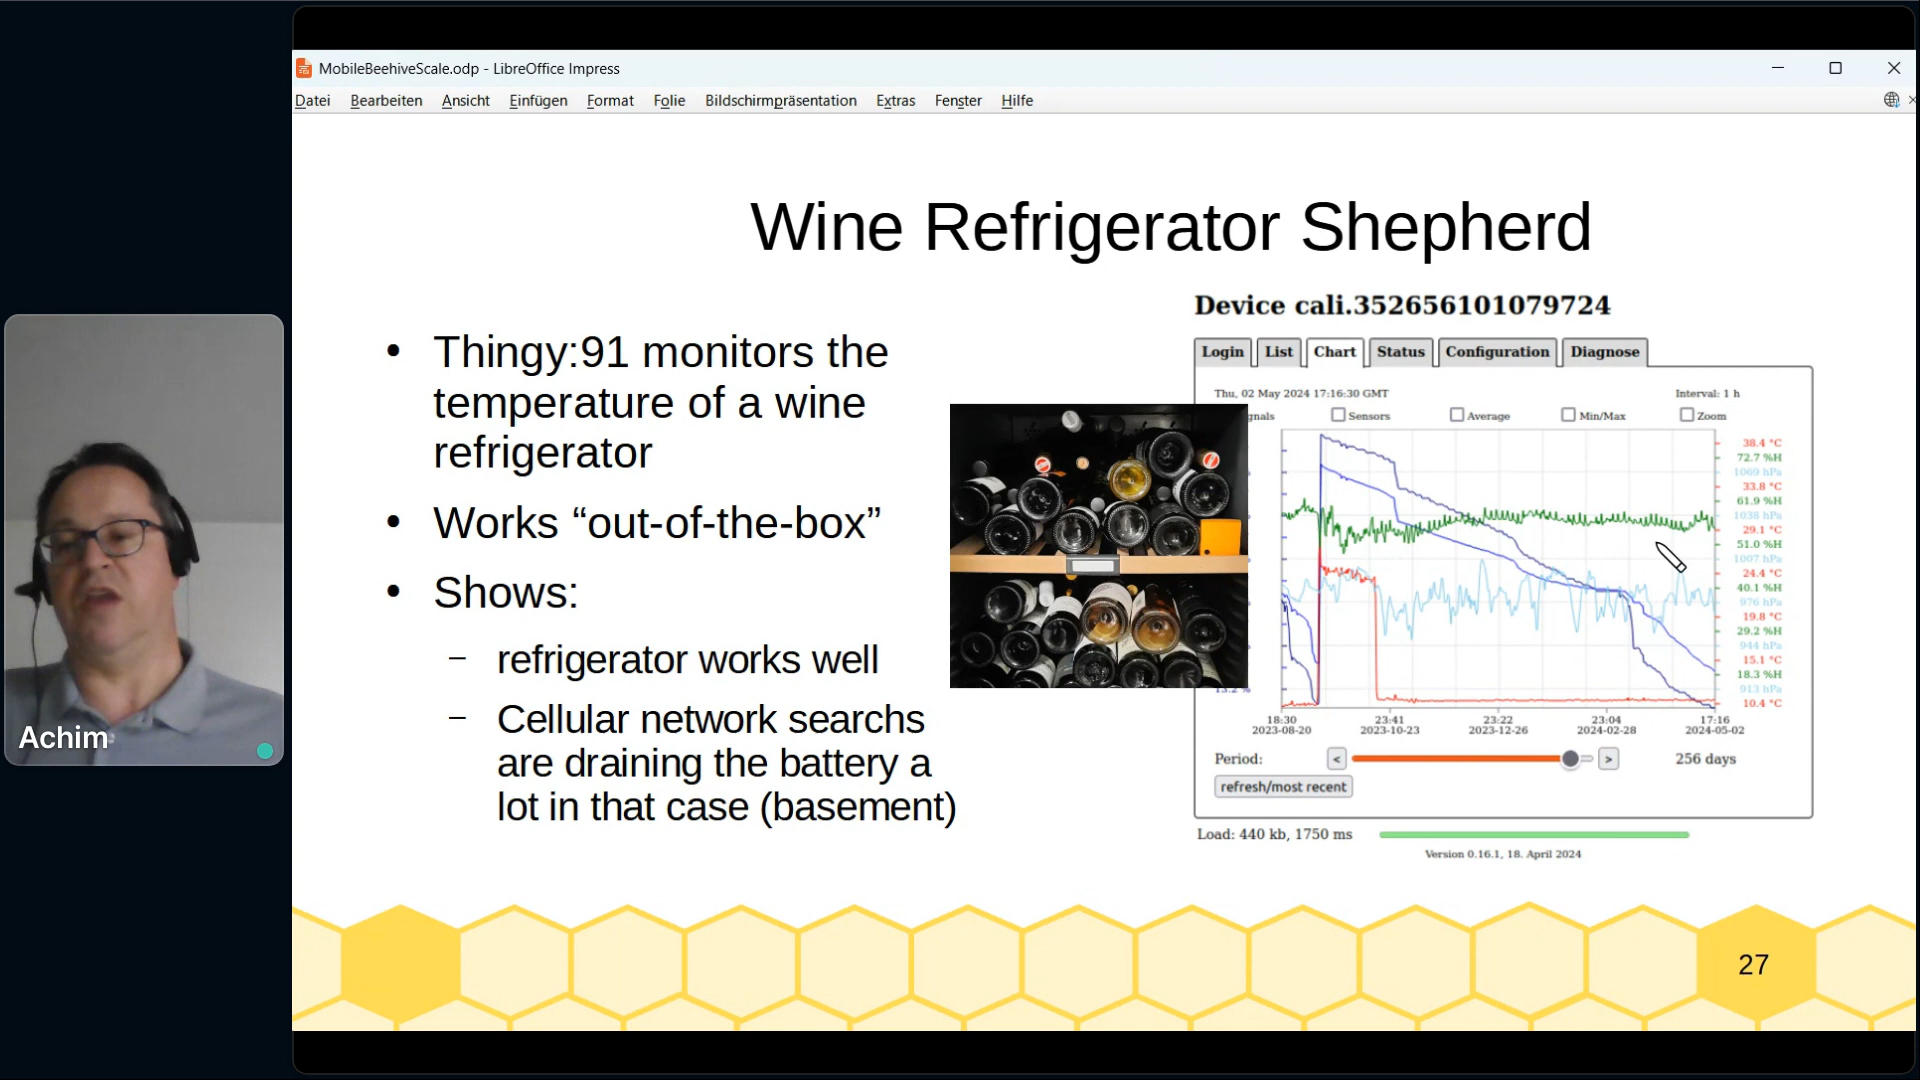 MobileBeehiveScale.odp - LibreOffice Impress
Datei Bearbeiten Ansicht Einfügen Format Folie Bildschirmpräsentation Extras Fenster Hilfe
Wine Refrigerator Shepherd
• Thingy:91 monitors the
temperature of a wine
refrigerator
• Works “out-of-the-box”
• Shows:
– refrigerator works well
– Cellular network searchs
are draining the battery a
lot in that case (basement)
Device cali.352656101079724
Login List Chart Status Configuration Diagnose
Thu, 02 May 2024 17:16:30 GMT Interval: 1 h
Sensors Average Min/Max Zoom
38.4 °C
72.7 %H
1069 hPa
33.8 °C
61.9 %H
1038 hPa
29.1 °C
51.0 %H
1007 hPa
24.4 °C
40.1 %H
976 hPa
19.8 °C
29.2 %H
944 hPa
15.1 °C
18.3 %H
913 hPa
10.4 °C
18:30 23:41 23:22 23:04 17:16
2023-08-20 2023-10-23 2023-12-26 2024-02-28 2024-05-02
Period: < > 256 days
refresh/most recent
Load: 440 kb, 1750 ms
Version 0.16.1, 18. April 2024
27
Achim